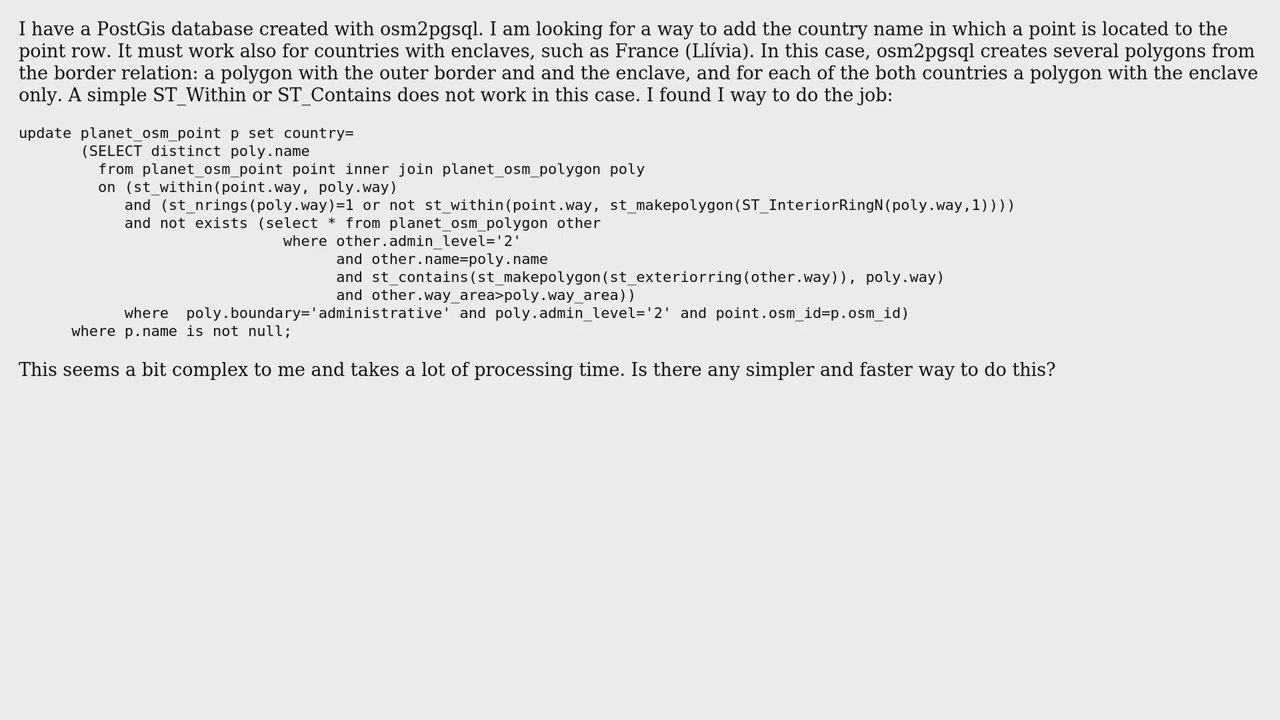 I have a PostGis database created with osm2pgsql. I am looking for a way to add the country name in which a point is located to the
point row. It must work also for countries with enclaves, such as France (Llívia). In this case, osm2pgsql creates several polygons from
the border relation: a polygon with the outer border and and the enclave, and for each of the both countries a polygon with the enclave
only. A simple ST_Within or ST_Contains does not work in this case. I found I way to do the job:
update planet_osm_point p set country=
(SELECT distinct poly.name
from planet_osm_point point inner join planet_osm_polygon poly
on (st_within(point.way, poly.way)
and (st_nrings(poly.way)=1 or not st_within(point.way, st_makepolygon(ST_InteriorRingN(poly.way,1))))
and not exists (select * from planet_osm_polygon other
where other.admin_level='2'
and other.name=poly.name
and st_contains(st_makepolygon(st_exteriorring(other.way)), poly.way)
and other.way_area>poly.way_area))
where  poly.boundary='administrative' and poly.admin_level='2' and point.osm_id=p.osm_id)
where p.name is not null;
This seems a bit complex to me and takes a lot of processing time. Is there any simpler and faster way to do this?